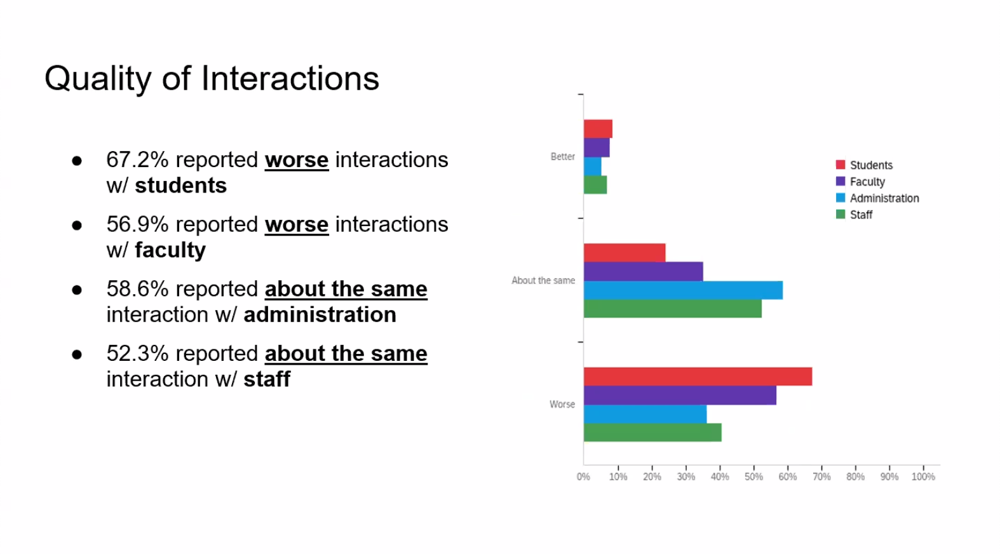 Quality of Interactions
● 67.2% reported worse interactions
w/ students
● 56.9% reported worse interactions
w/ faculty
● 58.6% reported about the same
interaction w/ administration
● 52.3% reported about the same
interaction w/ staff
Better
About the same
Worse
0% 10% 20% 30% 40% 50% 60% 70% 80% 90% 100%
Students
Faculty
Administration
Staff